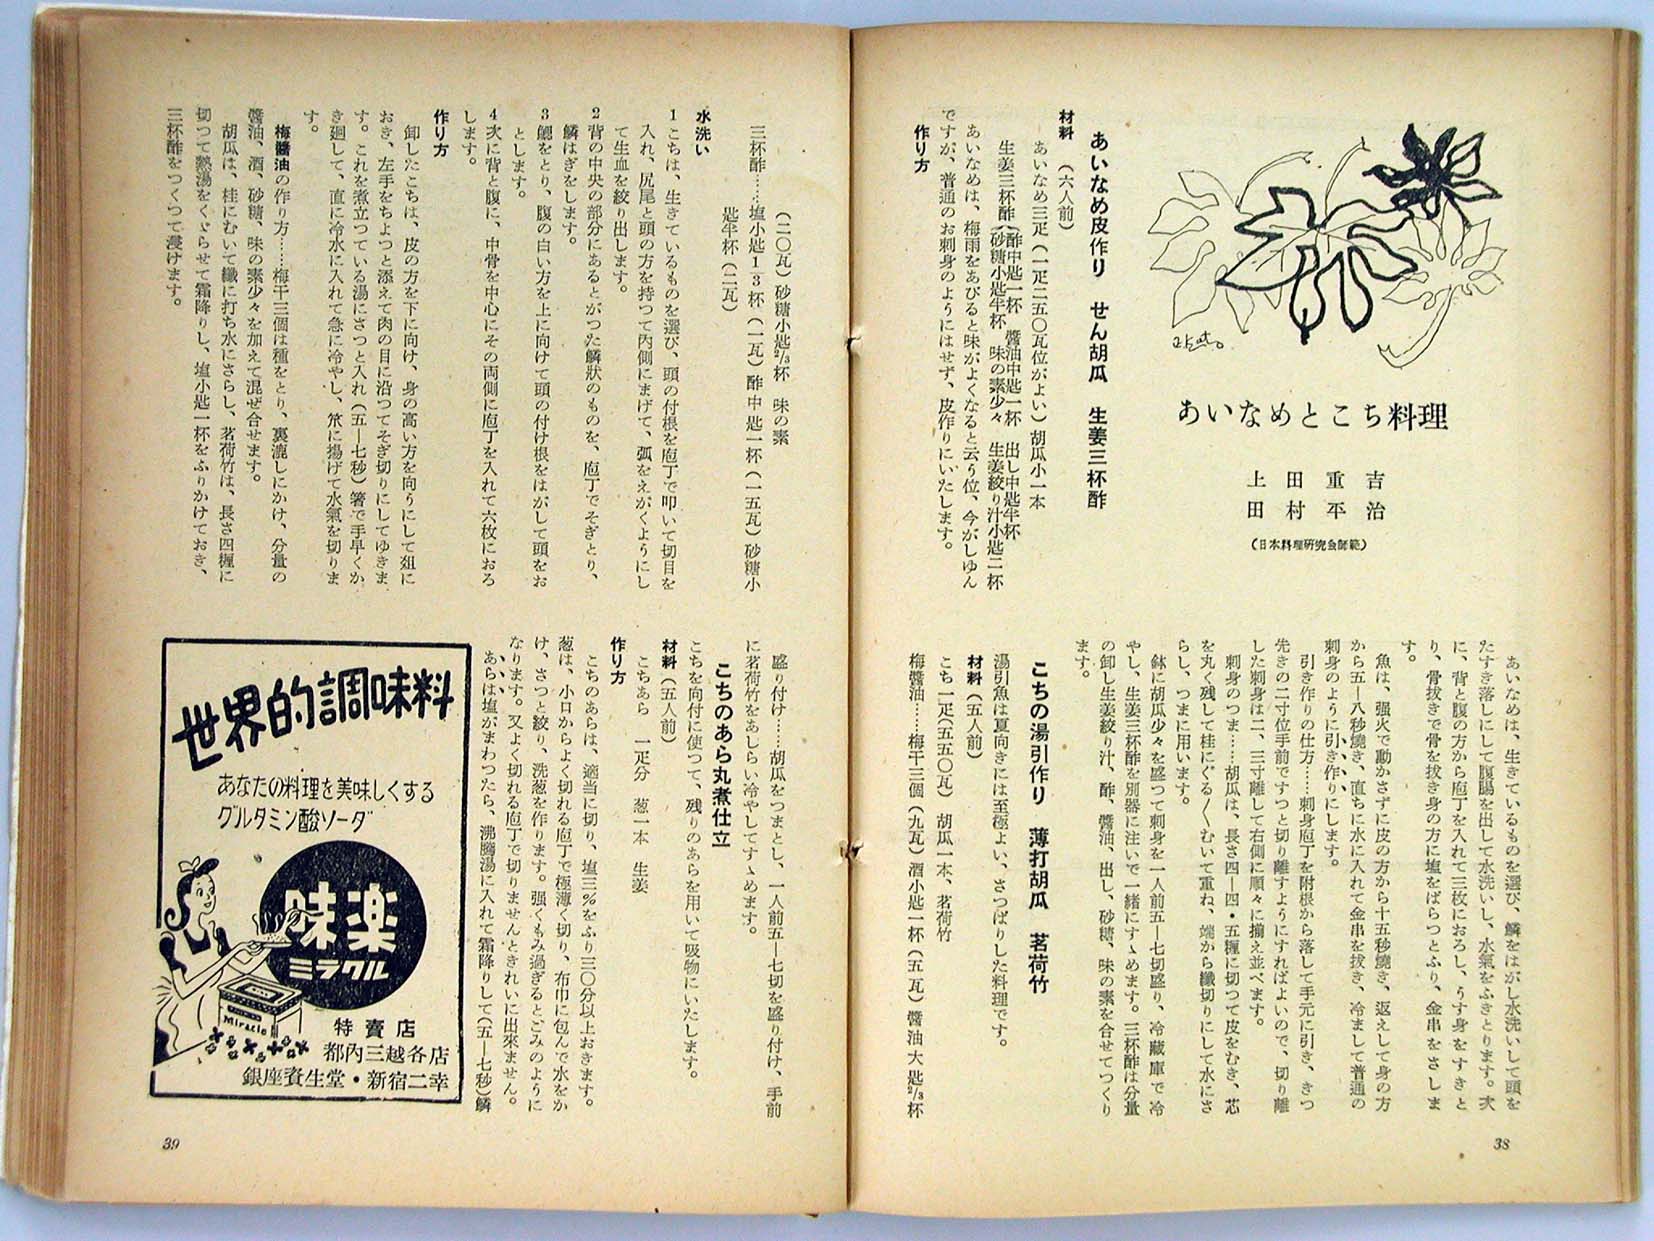 あいなめとこち料理
上田重吉
田村平治
(日本料理研究会師範)
あいなめ皮作り　せん胡瓜　生姜三杯酢
材料　(六人前)
あいなめ三疋(一疋二五〇瓦位がよい)胡瓜小一本
生姜三杯酢(酢中匙一杯　醬油中匙一杯　出し中匙半杯
砂糖小匙半杯　味の素少々　生姜絞り汁小匙二杯
あいなめは、梅雨をあびると味がよくなると云う位、今がしゆん
ですが、普通のお刺身のようにはせず、皮作りにいたします。
作り方
あいなめは、生きているものを選び、鱗をはがし水洗いして頭を
たすき落しにして腹腸を出して水洗いし、水氣をふきとります。次
に、背と腹の方から庖丁を入れて三枚におろし、うす身をすきと
り、骨拔きで骨を拔き身の方に塩をばらつとふり、金串をさしま
す。
魚は、强火で動かさずに皮の方から十五秒燒き、返えして身の方
から五―八秒燒き、直ちに水に入れて金串を拔き、冷まして普通の
刺身のように引き作りにします。
引き作りの仕方……刺身庖丁を附根から落して手元に引き、きつ
先きの二寸位手前ですつと切り離すようにすればよいので、切り離
した刺身は二、三寸離して右側に順々に揃え並べます。
刺身のつま……胡瓜は、長さ四―四・五糎に切つて皮をむき、芯
を丸く残して桂にぐる〱むいて重ね、端から纎切りにして水にさ
らし、つまに用います。
鉢に胡瓜少々を盛つて刺身を一人前五―七切盛り、冷藏庫で冷
やし、生姜三杯酢を別器に注いで一緒にすゝめます。三杯酢は分量
の卸し生姜絞り汁、酢、醬油、出し、砂糖、味の素を合せてつくり
ます。
こちの湯引作り　薄打胡瓜　茗荷竹
湯引魚は夏向きには至極よい、さつぱりした料理です。
材料(五人前)
こち一疋(五五〇瓦)　胡瓜一本、茗荷竹
梅醬油……梅干三個(九瓦)酒小匙一杯(五瓦)醬油大匙2/3杯
38
(二〇瓦)砂糖小匙2/3杯　味の素
三杯酢……塩小匙1/3杯(一瓦)酢中匙一杯(一五瓦)砂糖小
匙半杯(二瓦)
水洗い
1 こちは、生きているものを選び、頭の付根を庖丁で叩いて切目を
入れ、尻尾と頭の方を持つて內側にまげて、弧をえがくようにし
て生血を絞り出します。
2 背の中央の部分にあるとがつた鱗狀のものを、庖丁でそぎとり、
鱗はぎをします。
3 鰓をとり、腹の白い方を上に向けて頭の付け根をはがして頭をお
とします。
4 次に背と腹に、中骨を中心にその両側に庖丁を入れて六枚におろ
します。
作り方
卸したこちは、皮の方を下に向け、身の高い方を向うにして爼に
おき、左手をちよつと添えて肉の目に沿つてそぎ切りにしてゆきま
す。これを煮立つている湯にさつと入れ(五―七秒)箸で手早くか
き廻して、直に冷水に入れて急に冷やし、笊に揚げて水氣を切りま
す。
梅醬油の作り方……梅干三個は種をとり、裏漉しにかけ、分量の
醬油、酒、砂糖、味の素少々を加えて混ぜ合せます。
胡瓜は、桂にむいて纎に打ち水にさらし、茗荷竹は、長さ四糎に
切つて熱湯をくゞらせて霜降りし、塩小匙一杯をふりかけておき、
三杯酢をつくつて浸けます。
盛り付け……胡瓜をつまとし、一人前五―七切を盛り付け、手前
に茗荷竹をあしらい冷やしてすゝめます。
こちのあら丸煮仕立
こちを向付に使つて、残りのあらを用いて吸物にいたします。
材料(五人前)
こちあら　一疋分　葱一本　生姜
作り方
こちのあらは、適当に切り、塩三%をふり三〇分以上おきます。
葱は、小口からよく切れる庖丁で極薄く切り、布巾に包んで水をか
け、さつと絞り、洗葱を作ります。强くもみ過ぎるとどみのように
なります。又よく切れる庖丁で切りませんときれいに出來ません。
あらは塩がまわつたら、沸騰湯に入れて霜降りして(五―七秒)鱗
世界的調味料
あなたの料理を美味しくする
グルタミン酸ソーダ
味楽
ミラクル
Miracle
特賣店
都內三越各店
銀座資生堂・新宿二幸
39